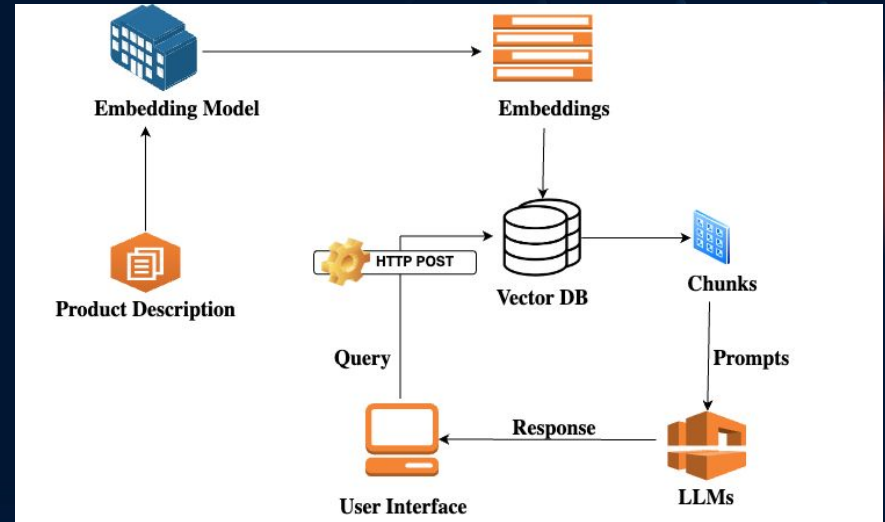 Embedding Model
Embeddings
HTTP POST
Product Description
Vector DB
Chunks
Query
Prompts
Response
User Interface
LLMs